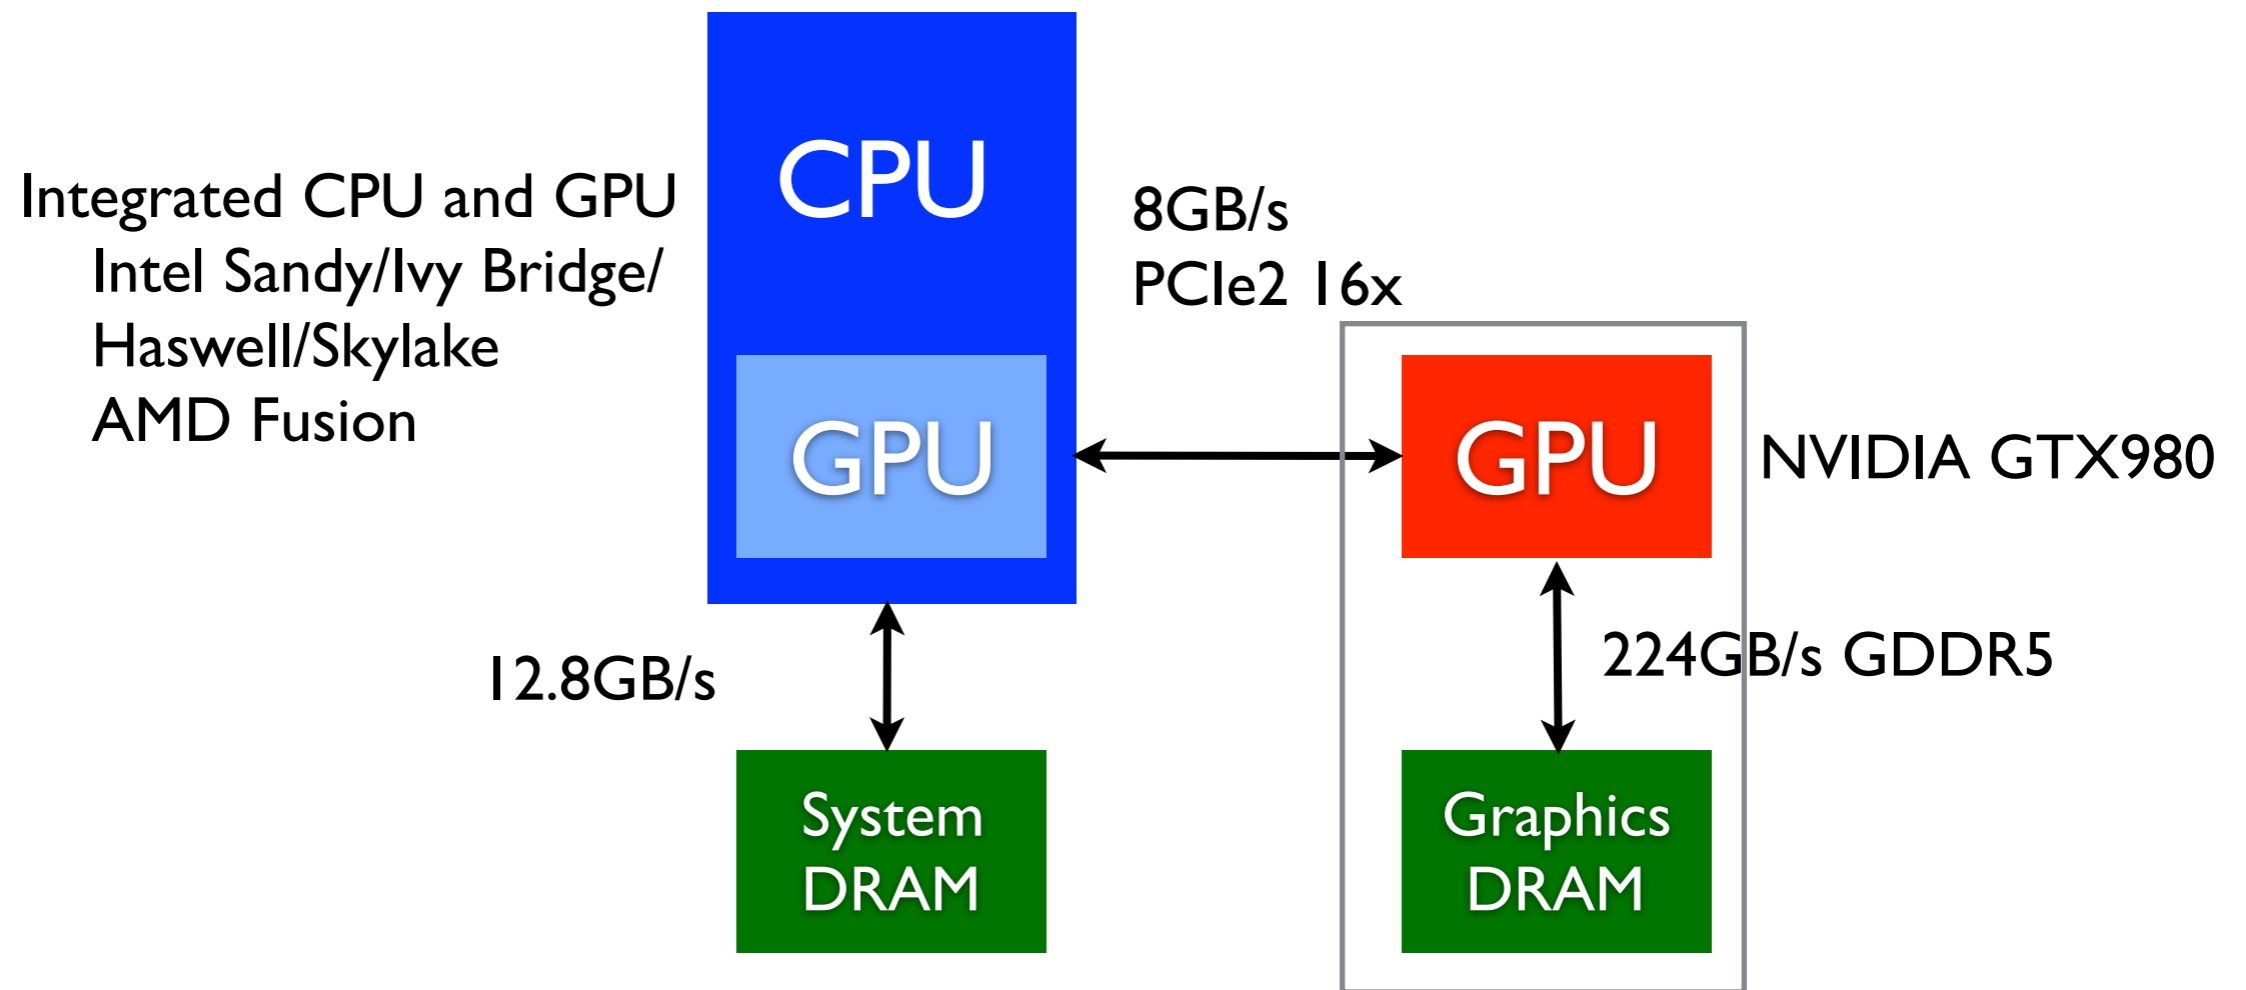 CPU
Integrated CPU and GPU
Intel Sandy/Ivy Bridge/
Haswell/Skylake
AMD Fusion
8GB/s
PCIe2 16x
GPU
GPU
NVIDIA GTX980
12.8GB/s
224GB/s GDDR5
System
DRAM
Graphics
DRAM